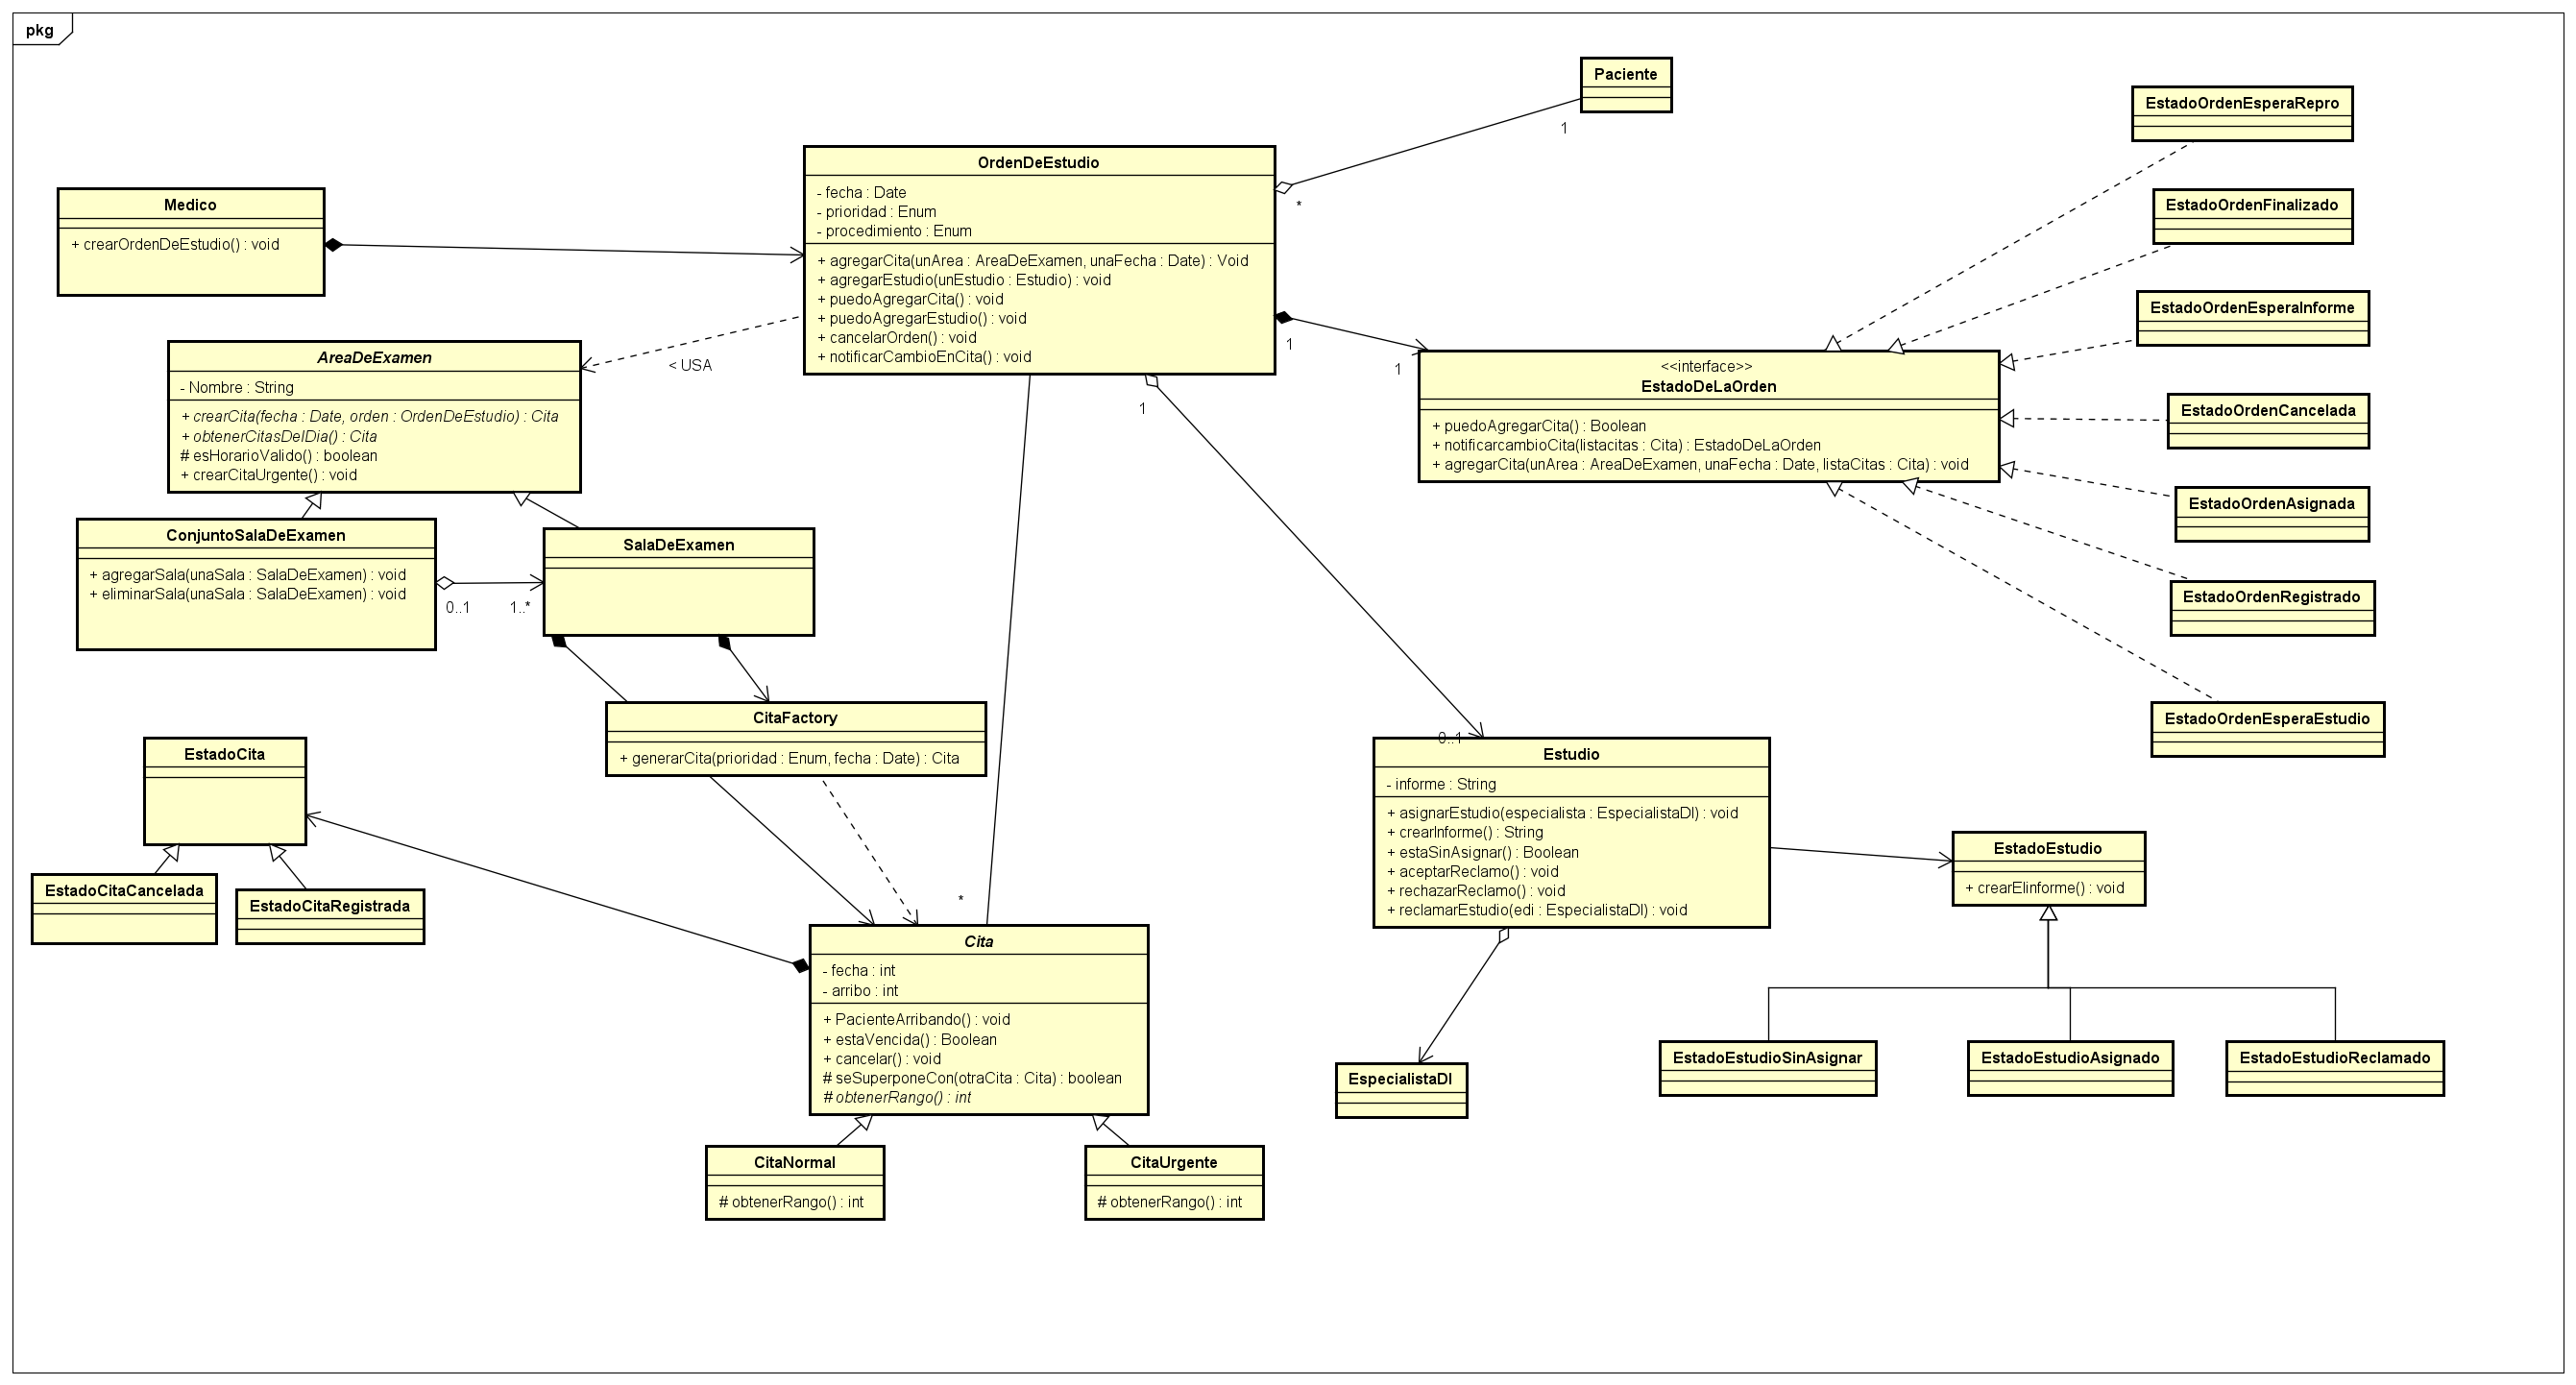 pkg
Paciente
1
*
EstadoOrdenEsperaRepro
EstadoOrdenFinalizado
EstadoOrdenEsperaInforme
EstadoOrdenCancelada
EstadoOrdenAsignada
EstadoOrdenRegistrado
EstadoOrdenEsperaEstudio
OrdenDeEstudio
- fecha : Date
- prioridad : Enum
- procedimiento : Enum
+ agregarCita(unArea : AreaDeExamen, unaFecha : Date) : Void
+ agregarEstudio(unEstudio : Estudio) : void
+ puedoAgregarCita() : void
+ puedoAgregarEstudio() : void
+ cancelarOrden() : void
+ notificarCambioEnCita() : void
Medico
+ crearOrdenDeEstudio() : void
< USA
1
1
1
<<interface>>
EstadoDeLaOrden
+ puedoAgregarCita() : Boolean
+ notificarcambioCita(listacitas : Cita) : EstadoDeLaOrden
+ agregarCita(unArea : AreaDeExamen, unaFecha : Date, listaCitas : Cita) : void
AreaDeExamen
- Nombre : String
+ crearCita(fecha : Date, orden : OrdenDeEstudio) : Cita
+ obtenerCitasDelDia() : Cita
# esHorarioValido() : boolean
+ crearCitaUrgente() : void
ConjuntoSalaDeExamen
+ agregarSala(unaSala : SalaDeExamen) : void
+ eliminarSala(unaSala : SalaDeExamen) : void
0..1
1..*
SalaDeExamen
CitaFactory
+ generarCita(prioridad : Enum, fecha : Date) : Cita
EstadoCita
EstadoCitaCancelada
EstadoCitaRegistrada
*
Cita
- fecha : int
- arribo : int
+ PacienteArribando() : void
+ estaVencida() : Boolean
+ cancelar() : void
# seSuperponeCon(otraCita : Cita) : boolean
# obtenerRango() : int
CitaNormal
# obtenerRango() : int
CitaUrgente
# obtenerRango() : int
0..1
Estudio
- informe : String
+ asignarEstudio(especialista : EspecialistaDI) : void
+ crearInforme() : String
+ estaSinAsignar() : Boolean
+ aceptarReclamo() : void
+ rechazarReclamo() : void
+ reclamarEstudio(edi : EspecialistaDI) : void
EstadoEstudio
+ crearElinforme() : void
EspecialistaDI
EstadoEstudioSinAsignar
EstadoEstudioAsignado
EstadoEstudioReclamado